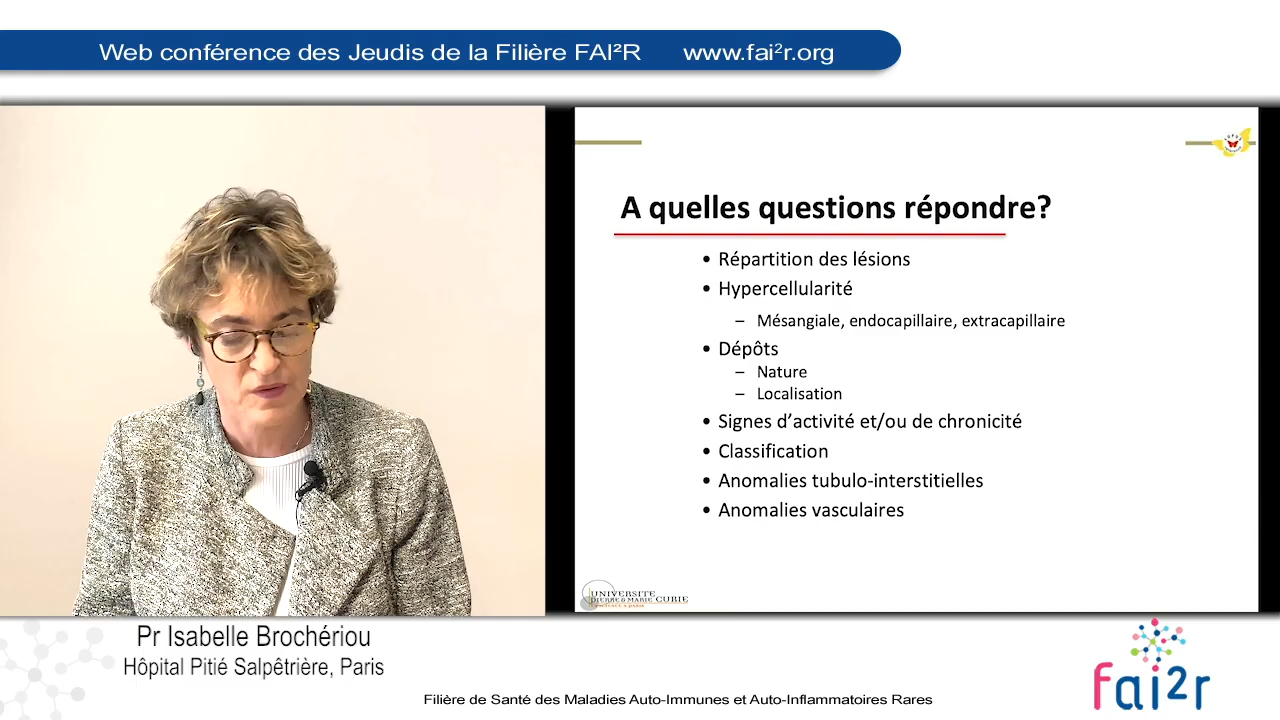 Web conférence des Jeudis de la Filière FAI²R www.fai²r.org
A quelles questions répondre?
• Répartition des lésions
• Hypercellularité
– Mésangiale, endocapillaire, extracapillaire
• Dépôts
– Nature
– Localisation
• Signes d’activité et/ou de chronicité
• Classification
• Anomalies tubulo-interstitielles
• Anomalies vasculaires
UNIVERSITE
PIERRE & MARIE CURIE
Pr Isabelle Brochériou
Hôpital Pitié Salpêtrière, Paris
fai2r
Filière de Santé des Maladies Auto-Immunes et Auto-Inflammatoires Rares